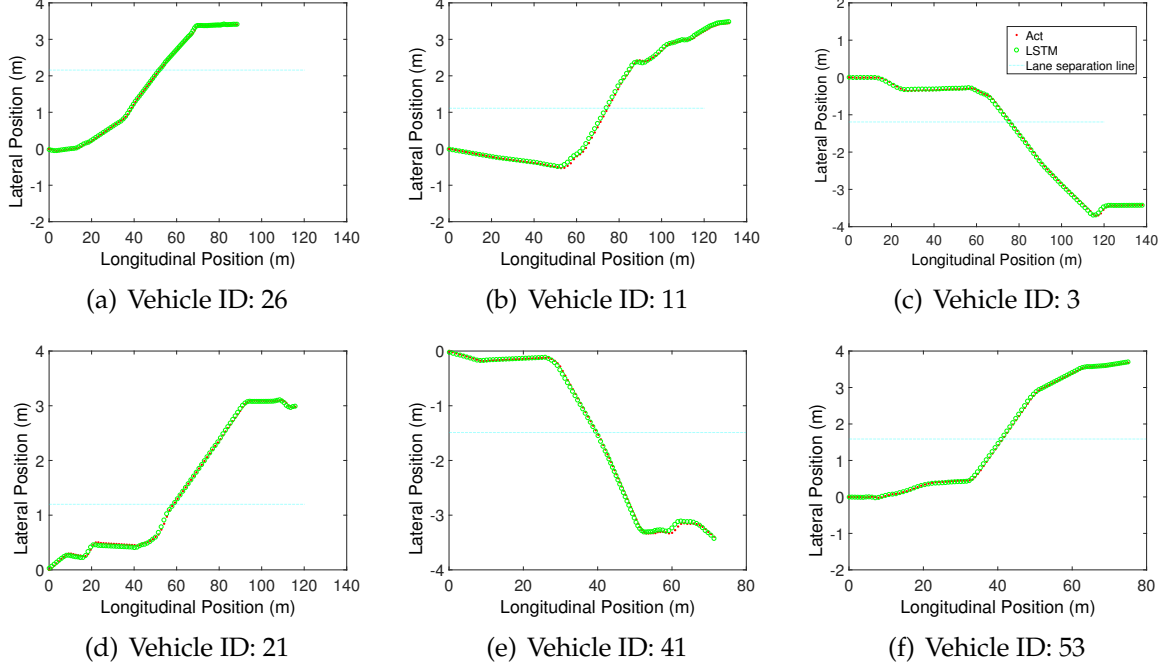 4
3
2
1
0
-1
-2
Lateral Position (m)
0 20 40 60 80 100 120 140
Longitudinal Position (m)
(a) Vehicle ID: 26
4
3
2
1
0
-1
-2
Lateral Position (m)
0 20 40 60 80 100 120 140
Longitudinal Position (m)
(b) Vehicle ID: 11
2
1
0
-1
-2
-3
-4
Lateral Position (m)
Act
LSTM
Lane separation line
0 20 40 60 80 100 120 140
Longitudinal Position (m)
(c) Vehicle ID: 3
4
3
2
1
0
Lateral Position (m)
0 20 40 60 80 100 120 140
Longitudinal Position (m)
(d) Vehicle ID: 21
0
-1
-2
-3
-4
Lateral Position (m)
0 20 40 60 80
Longitudinal Position (m)
(e) Vehicle ID: 41
4
3
2
1
0
-1
-2
Lateral Position (m)
0 20 40 60 80
Longitudinal Position (m)
(f) Vehicle ID: 53